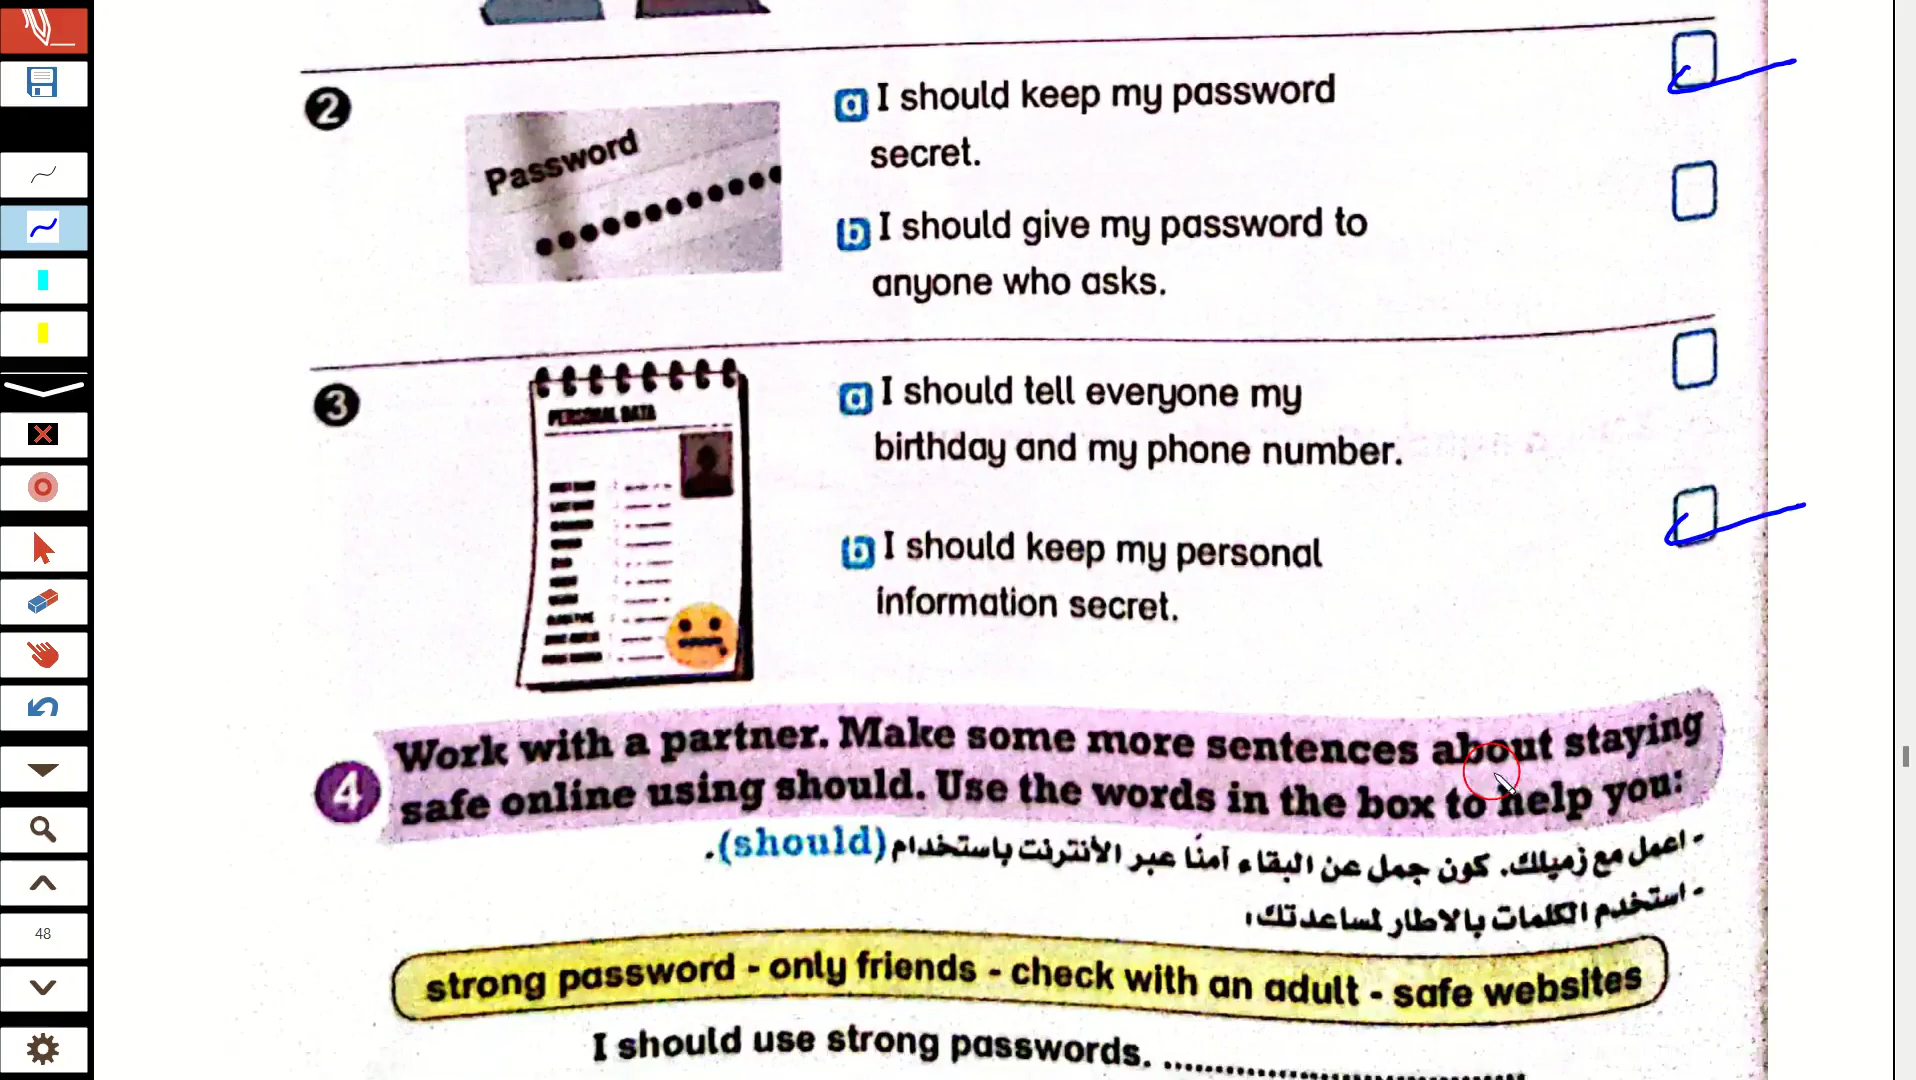 2
Password
a I should keep my password
secret.
b I should give my password to
anyone who asks.
3
PERSONAL DATA
a I should tell everyone my
birthday and my phone number.
b I should keep my personal
information secret.
4 Work with a partner. Make some more sentences about staying
safe online using should. Use the words in the box to help you:
- اعمل مع زميلك. كون جمل عن البقاء آمنًا عبر الأنترنت باستخدام (should).
- استخدم الكلمات بالاطار لمساعدتك:
strong password - only friends - check with an adult - safe websites
I should use strong passwords. ..............................
48